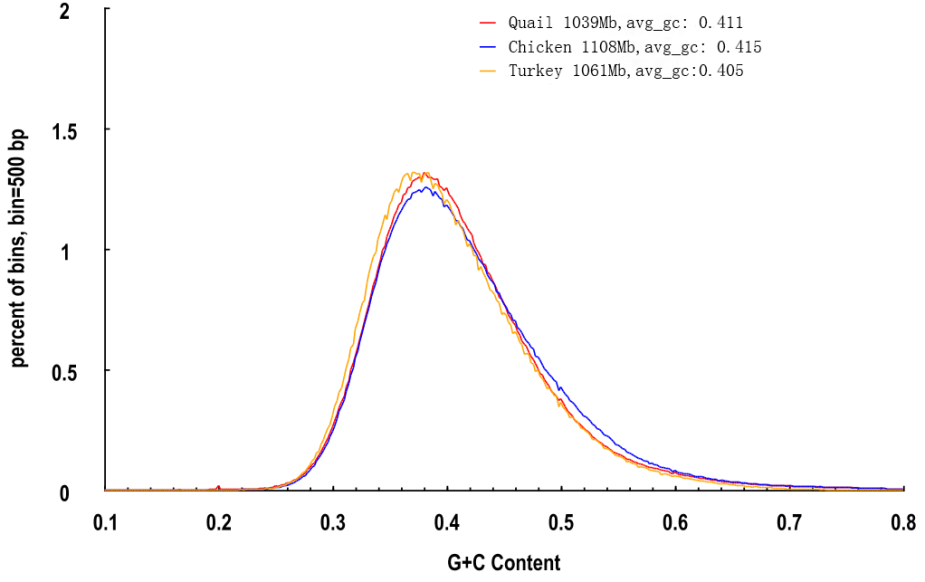 Quail 1039Mb,avg_gc: 0.411
Chicken 1108Mb,avg_gc: 0.415
Turkey 1061Mb,avg_gc:0.405
percent of bins, bin=500 bp
2
1.5
1
0.5
0
0.1 0.2 0.3 0.4 0.5 0.6 0.7 0.8
G+C Content